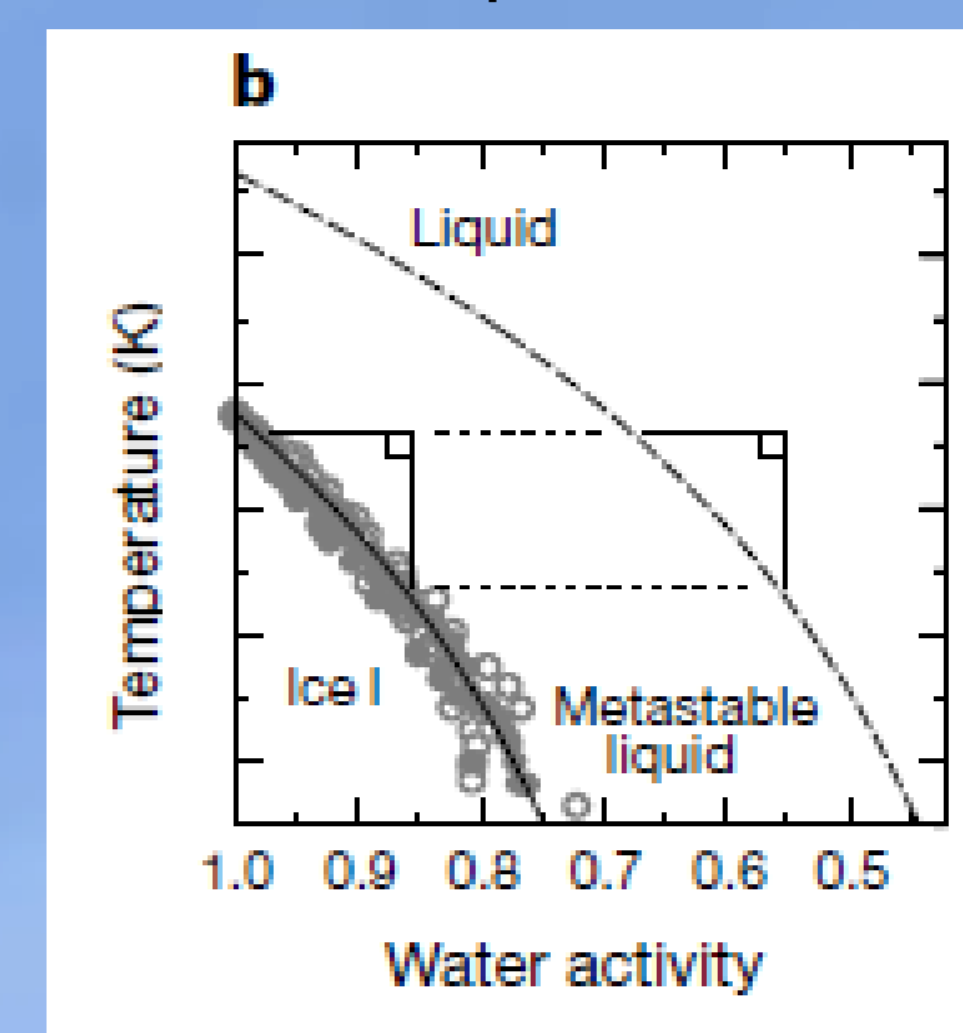 b
Liquid
Temperature (K)
Ice I
Metastable
liquid
1.0 0.9 0.8 0.7 0.6 0.5
Water activity